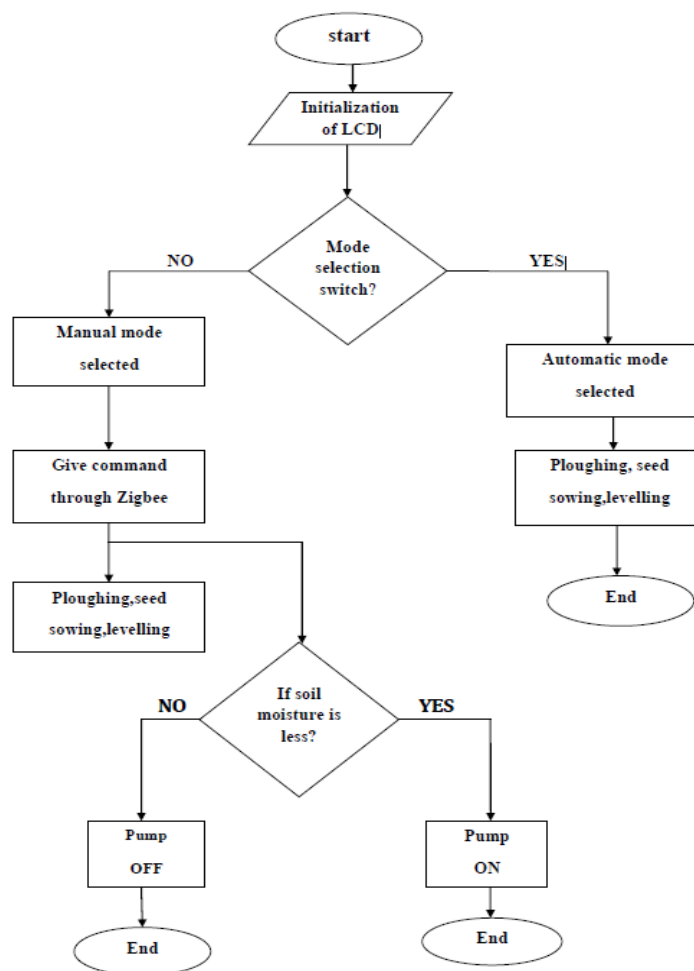 start
Initialization
of LCD
Mode
selection
switch?
NO
YES
Manual mode
selected
Automatic mode
selected
Give command
through Zigbee
Ploughing, seed
sowing,levelling
Ploughing,seed
sowing,levelling
End
If soil
moisture is
less?
NO
YES
Pump
OFF
Pump
ON
End
End